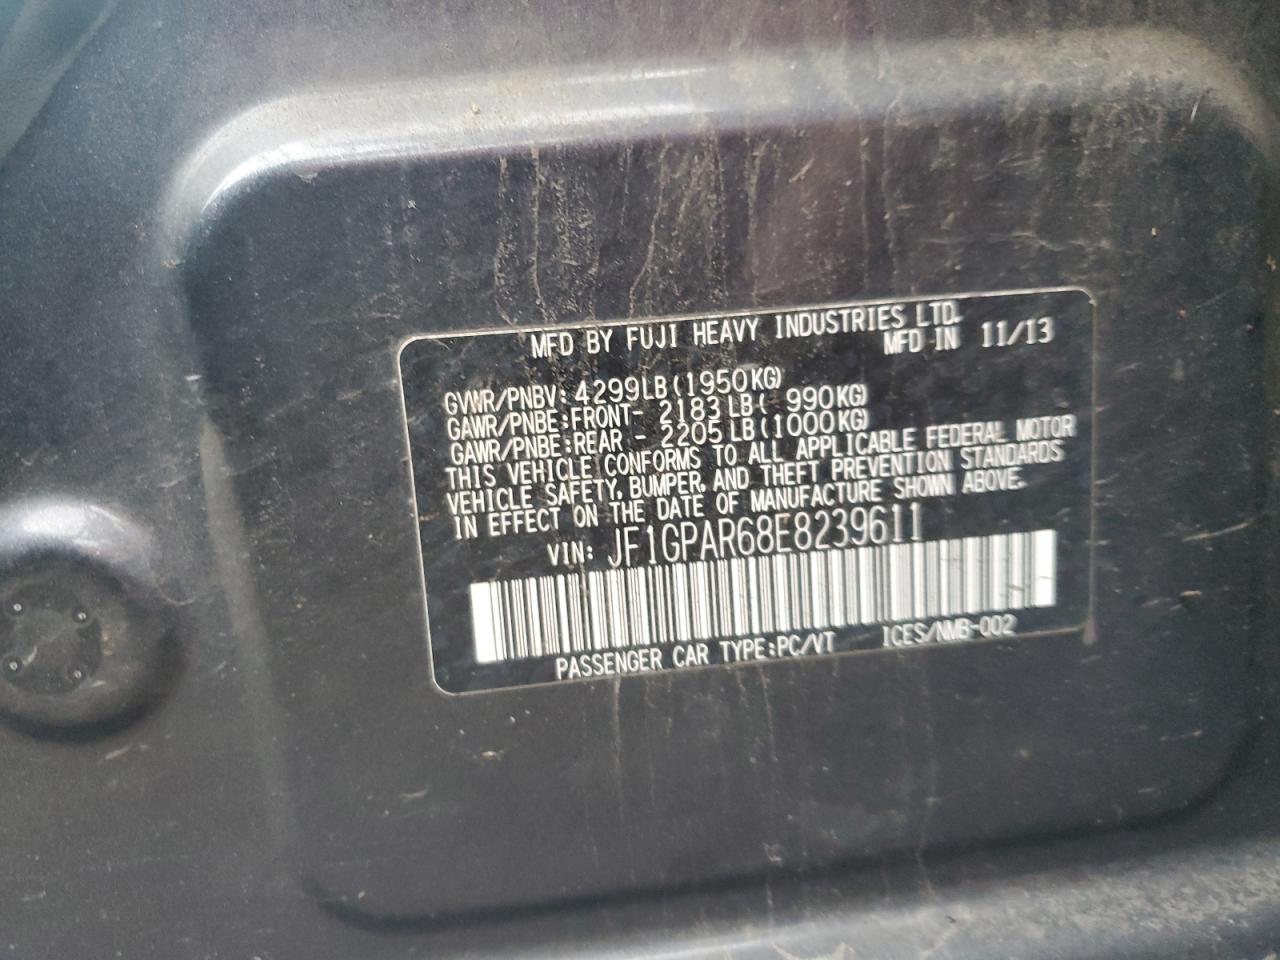 MFD BY FUJI HEAVY INDUSTRIES LTD.
MFD IN 11/13
GVWR/PNBV: 4299LB(1950KG)
GAWR/PNBE:FRONT- 2183LB( 990KG)
GAWR/PNBE:REAR - 2205LB(1000KG)
THIS VEHICLE CONFORMS TO ALL APPLICABLE FEDERAL MOTOR
VEHICLE SAFETY, BUMPER, AND THEFT PREVENTION STANDARDS
IN EFFECT ON THE DATE OF MANUFACTURE SHOWN ABOVE.
VIN: JF1GPAR68E8239611
PASSENGER CAR TYPE:PC/VT ICES/NMB-002